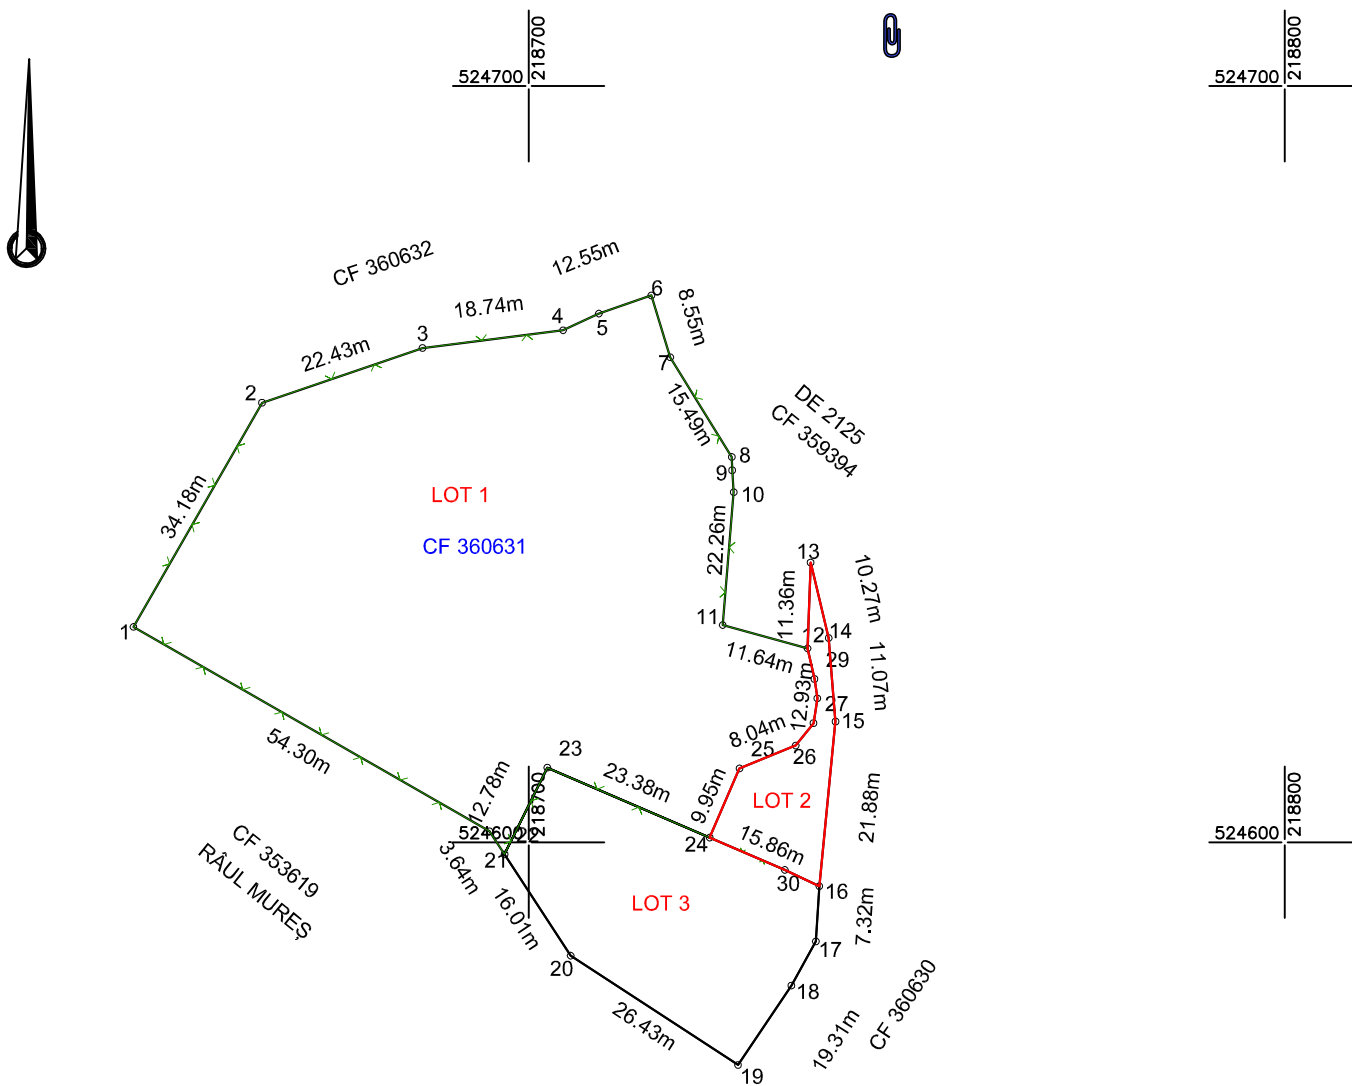 218700
218800
524700
524700
CF 360632
12.55m
6
8.55m
18.74m
4
5
3
22.43m
7
2
15.49m
DE 2125
CF 359394
8
9
10
LOT 1
34.18m
CF 360631
22.26m
13
11.36m
10.27m
11
1
12
14
11.64m
29
11.07m
12.93m
27
15
54.30m
8.04m
25
26
23
23.38m
9.95m
LOT 2
12.78m
218700
21.88m
218800
524600
22
524600
24
15.86m
21
3.64m
30
16
CF 353619
RÂUL MUREȘ
LOT 3
16.01m
7.32m
17
20
18
CF 360630
26.43m
19.31m
19